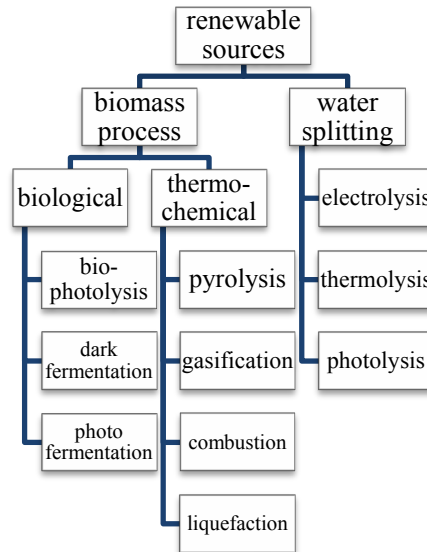 renewable
sources
biomass
process
water
splitting
biological
thermo-
chemical
electrolysis
bio-
photolysis
pyrolysis
thermolysis
dark
fermentation
gasification
photolysis
photo
fermentation
combustion
liquefaction